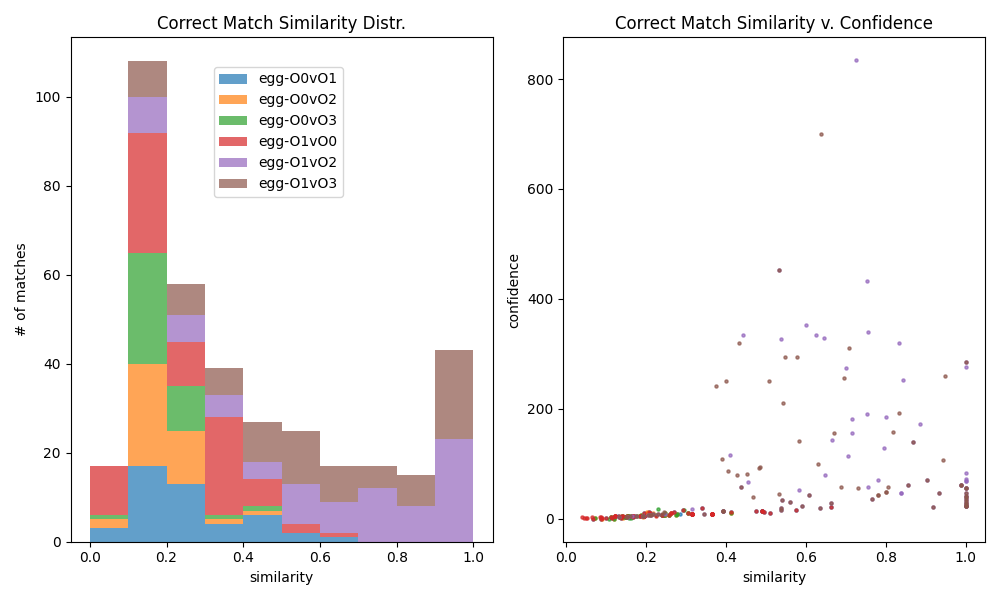 Correct Match Similarity Distr.
# of matches
100
80
60
40
20
0
0.0 0.2 0.4 0.6 0.8 1.0
similarity
egg-O0vO1
egg-O0vO2
egg-O0vO3
egg-O1vO0
egg-O1vO2
egg-O1vO3
Correct Match Similarity v. Confidence
confidence
800
600
400
200
0
0.0 0.2 0.4 0.6 0.8 1.0
similarity